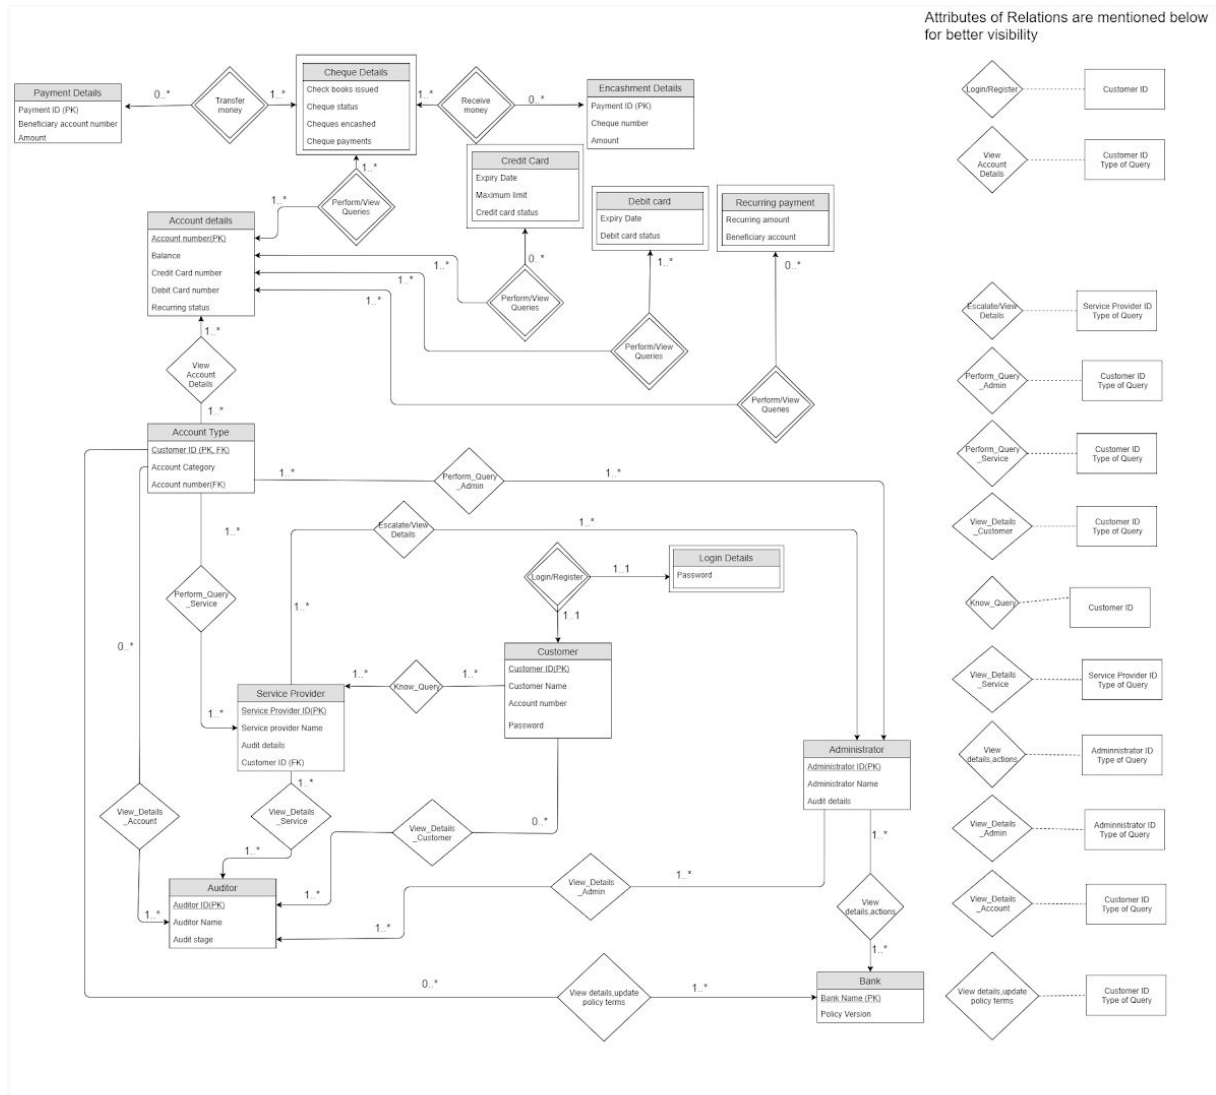 Attributes of Relations are mentioned below
for better visibility
Payment Details
Payment ID (PK)
Beneficiary account number
Amount
0..*
Transfer
money
1..*
Cheque Details
Check books issued
Cheque status
Cheques encashed
Cheque payments
1..*
Receive
money
0..*
Encashment Details
Payment ID (PK)
Cheque number
Amount
Login/Register
Customer ID
View
Account
Details
Customer ID
Type of Query
1..*
Perform/View
Queries
1..*
Credit Card
Expiry Date
Maximum limit
Credit card status
Debit card
Expiry Date
Debit card status
Recurring payment
Recurring amount
Beneficiary account
Account details
Account number(PK)
Balance
Credit Card number
Debit Card number
Recurring status
1..*
1..*
1..*
0..*
1..*
0..*
Perform/View
Queries
Perform/View
Queries
Perform/View
Queries
Escalate/View
Details
Service Provider ID
Type of Query
1..*
View
Account
Details
1..*
Perform_Query
_Admin
Customer ID
Type of Query
Account Type
Customer ID (PK, FK)
Account Category
Account number(FK)
1..*
Perform_Query
_Admin
1..*
Perform_Query
_Service
Customer ID
Type of Query
1..*
Escalate/View
Details
1..*
View_Details
_Customer
Customer ID
Type of Query
Login/Register
1..1
Login Details
Password
Perform_Query
_Service
1..*
1..1
Know_Query
Customer ID
0..*
Customer
Customer ID(PK)
Customer Name
Account number
Password
1..*
Know_Query
1..*
Service Provider
Service Provider ID(PK)
Service provider Name
Audit details
Customer ID (FK)
1..*
View_Details
_Service
Service Provider ID
Type of Query
Administrator
Administrator ID(PK)
Administrator Name
Audit details
View
details,actions
Adminnistrator ID
Type of Query
1..*
View_Details
_Account
View_Details
_Service
View_Details
_Customer
0..*
1..*
1..*
View_Details
_Admin
Adminnistrator ID
Type of Query
Auditor
Auditor ID(PK)
Auditor Name
Audit stage
1..*
1..*
1..*
View_Details
_Admin
1..*
View
details,actions
1..*
View_Details
_Account
Customer ID
Type of Query
0..*
View details,update
policy terms
1..*
Bank
Bank Name (PK)
Policy Version
View details,update
policy terms
Customer ID
Type of Query